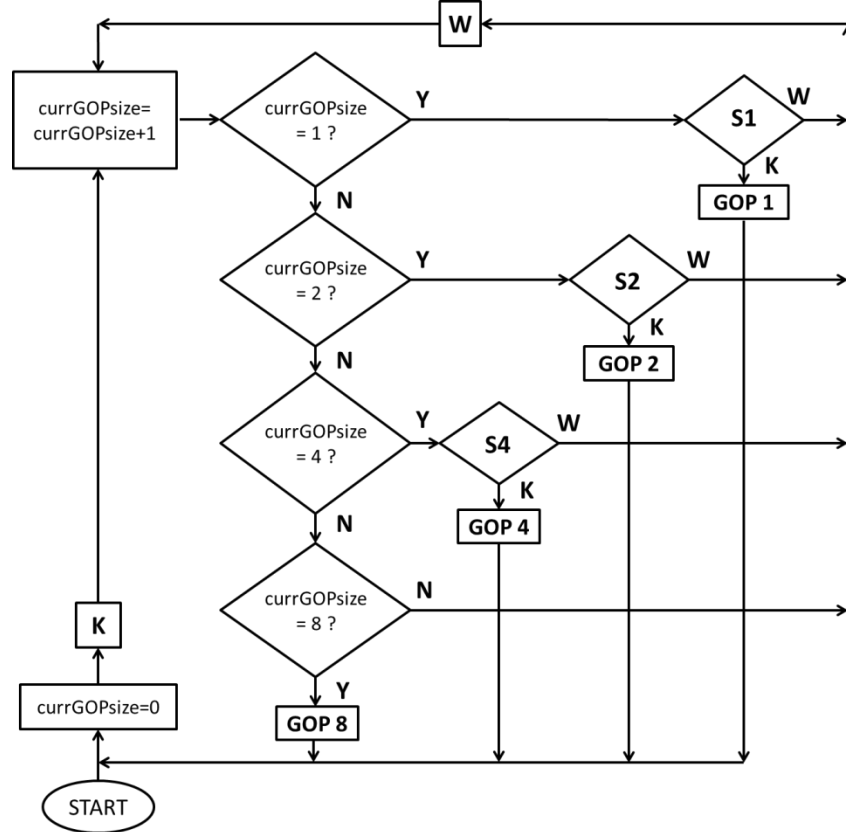 W
currGOPsize=
currGOPsize+1
currGOPsize
= 1 ?
Y
S1
W
K
GOP 1
N
currGOPsize
= 2 ?
Y
S2
W
K
GOP 2
N
currGOPsize
= 4 ?
Y
S4
W
K
GOP 4
N
currGOPsize
= 8 ?
N
K
Y
currGOPsize=0
GOP 8
START